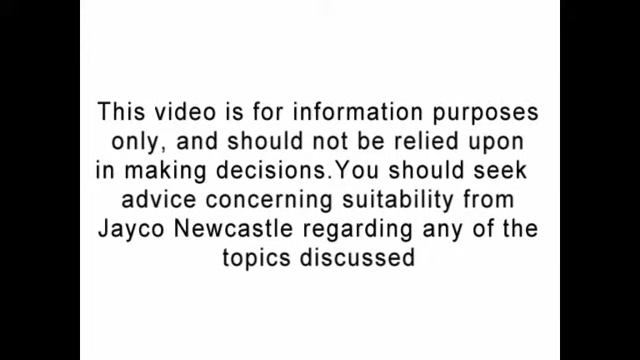 This video is for information purposes
only, and should not be relied upon
in making decisions.You should seek
advice concerning suitability from
Jayco Newcastle regarding any of the
topics discussed